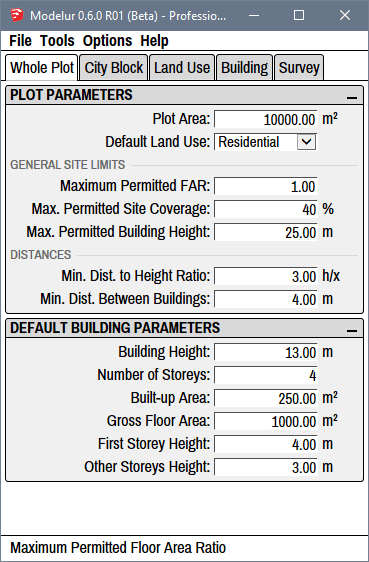 Modelur 0.6.0 R01 (Beta) - Professio...
File Tools Options Help
Whole Plot City Block Land Use Building Survey
PLOT PARAMETERS
Plot Area: 10000.00 m²
Default Land Use: Residential
GENERAL SITE LIMITS
Maximum Permitted FAR: 1.00
Max. Permitted Site Coverage: 40 %
Max. Permitted Building Height: 25.00 m
DISTANCES
Min. Dist. to Height Ratio: 3.00 h/x
Min. Dist. Between Buildings: 4.00 m
DEFAULT BUILDING PARAMETERS
Building Height: 13.00 m
Number of Storeys: 4
Built-up Area: 250.00 m²
Gross Floor Area: 1000.00 m²
First Storey Height: 4.00 m
Other Storeys Height: 3.00 m
Maximum Permitted Floor Area Ratio